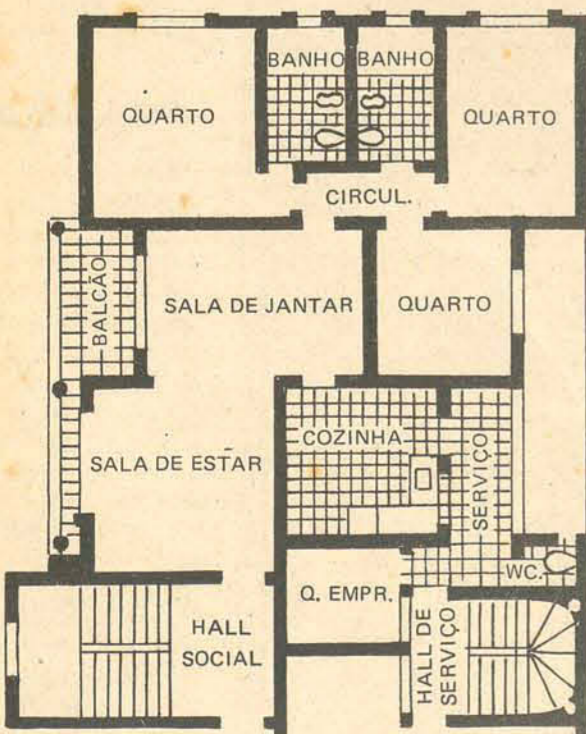 BANHO
BANHO
QUARTO
QUARTO
CIRCUL.
BALCÃO
SALA DE JANTAR
QUARTO
COZINHA
SALA DE ESTAR
SERVIÇO
WC.
Q. EMPR.
HALL
SOCIAL
HALL DE
SERVIÇO